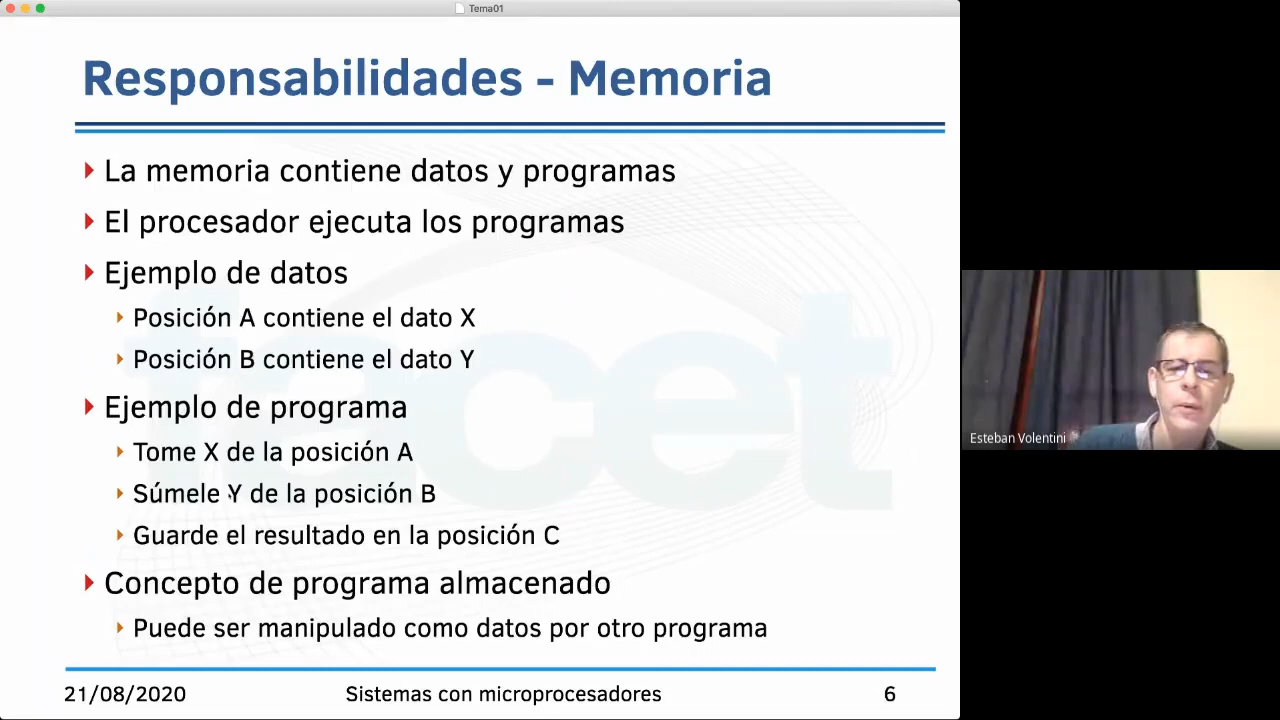 Tema01
Responsabilidades - Memoria
La memoria contiene datos y programas
El procesador ejecuta los programas
Ejemplo de datos
Posición A contiene el dato X
Posición B contiene el dato Y
Ejemplo de programa
Tome X de la posición A
Súmele Y de la posición B
Guarde el resultado en la posición C
Concepto de programa almacenado
Puede ser manipulado como datos por otro programa
facet
21/08/2020
Sistemas con microprocesadores
6
Esteban Volentini